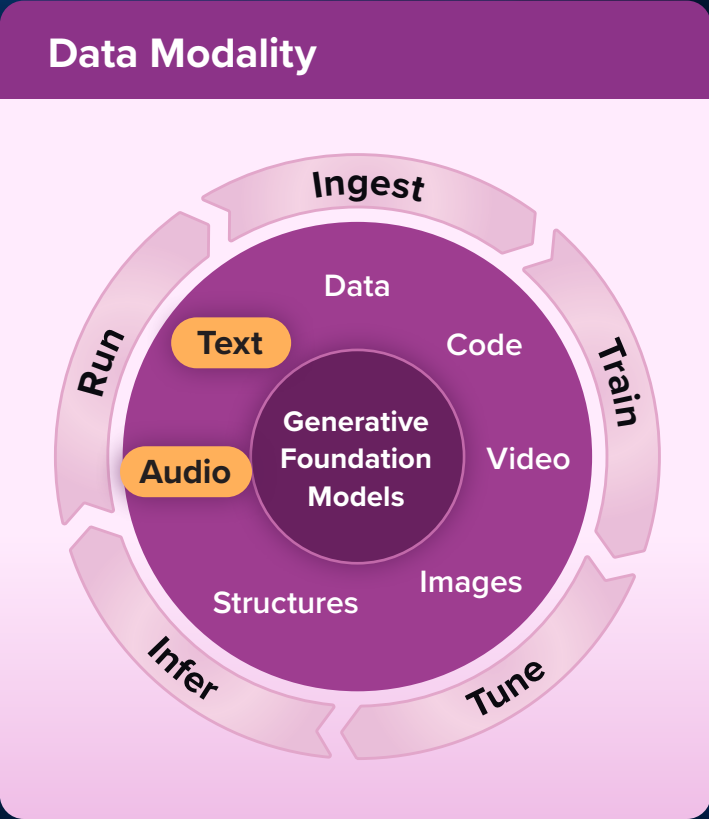 Data Modality
Ingest
Train
Tune
Infer
Run
Data
Code
Video
Images
Structures
Audio
Text
Generative
Foundation
Models